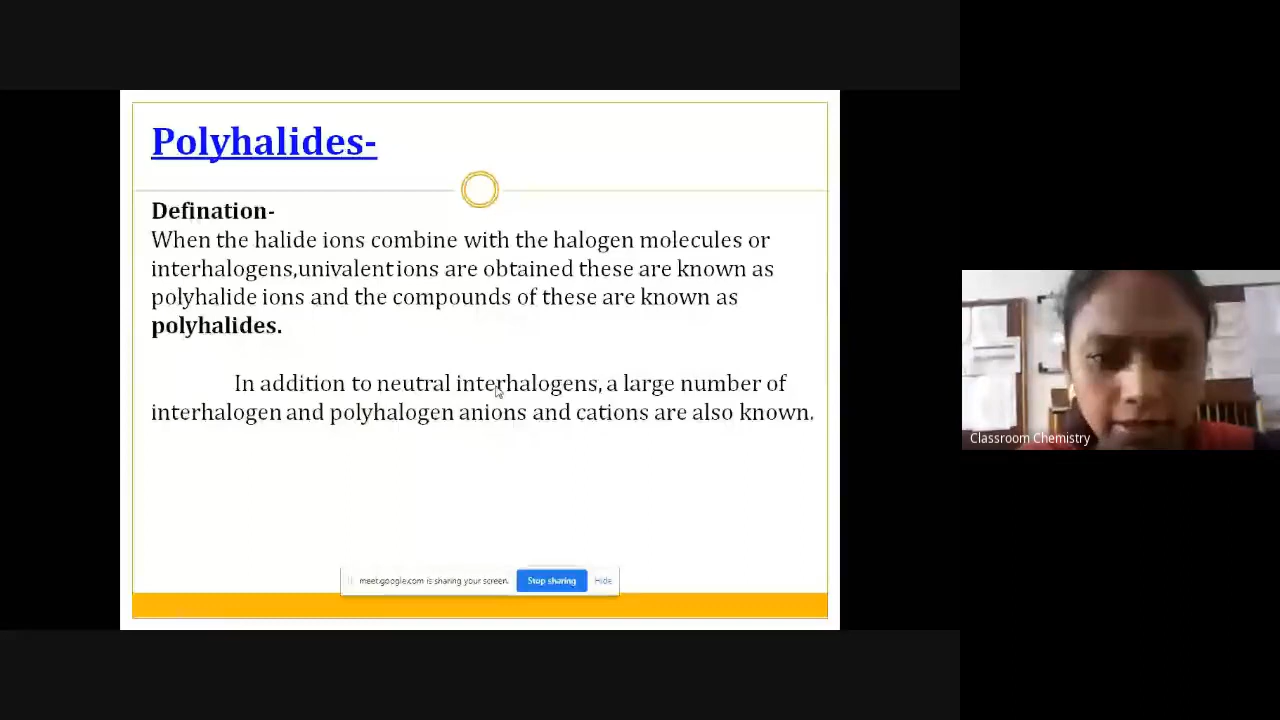 Polyhalides-
Defination-
When the halide ions combine with the halogen molecules or
interhalogens,univalent ions are obtained these are known as
polyhalide ions and the compounds of these are known as
polyhalides.
In addition to neutral interhalogens, a large number of
interhalogen and polyhalogen anions and cations are also known.
meet.google.com is sharing your screen. Stop sharing Hide
Classroom Chemistry